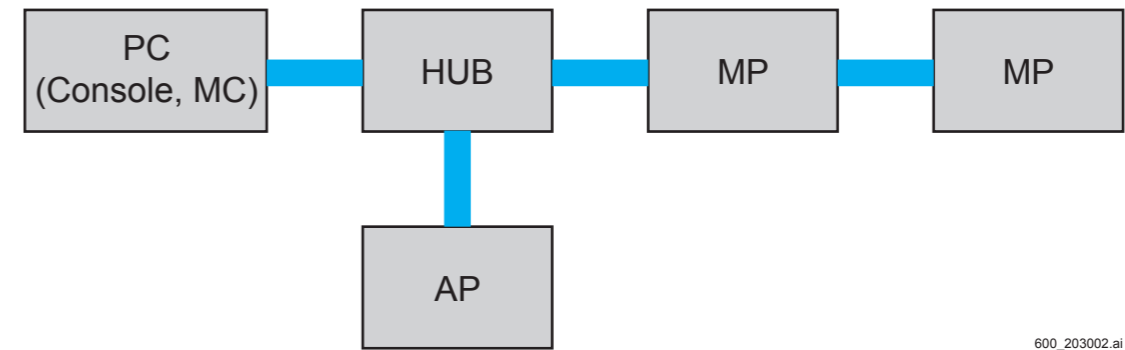 PC
(Console, MC)
HUB
MP
MP
AP
600_203002.ai